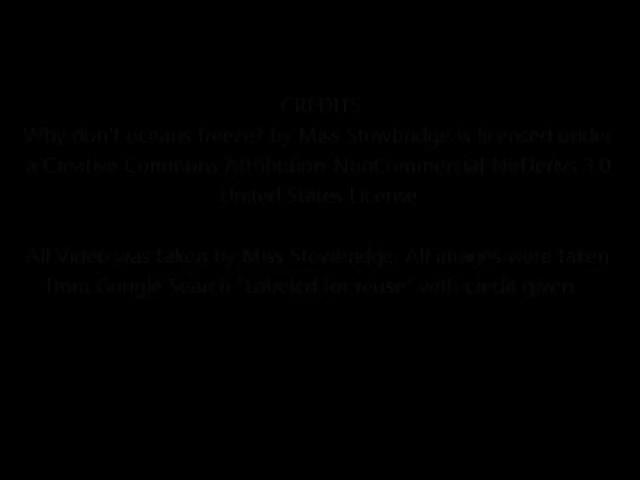 CREDITS
Why don't oceans freeze? by Miss Stowbridge is licensed under
a Creative Commons Attribution-NonCommercial-NoDerivs 3.0
United States License
All Video was taken by Miss Stowbridge. All images were taken
from Google Search "Labeled for reuse" with credit given.